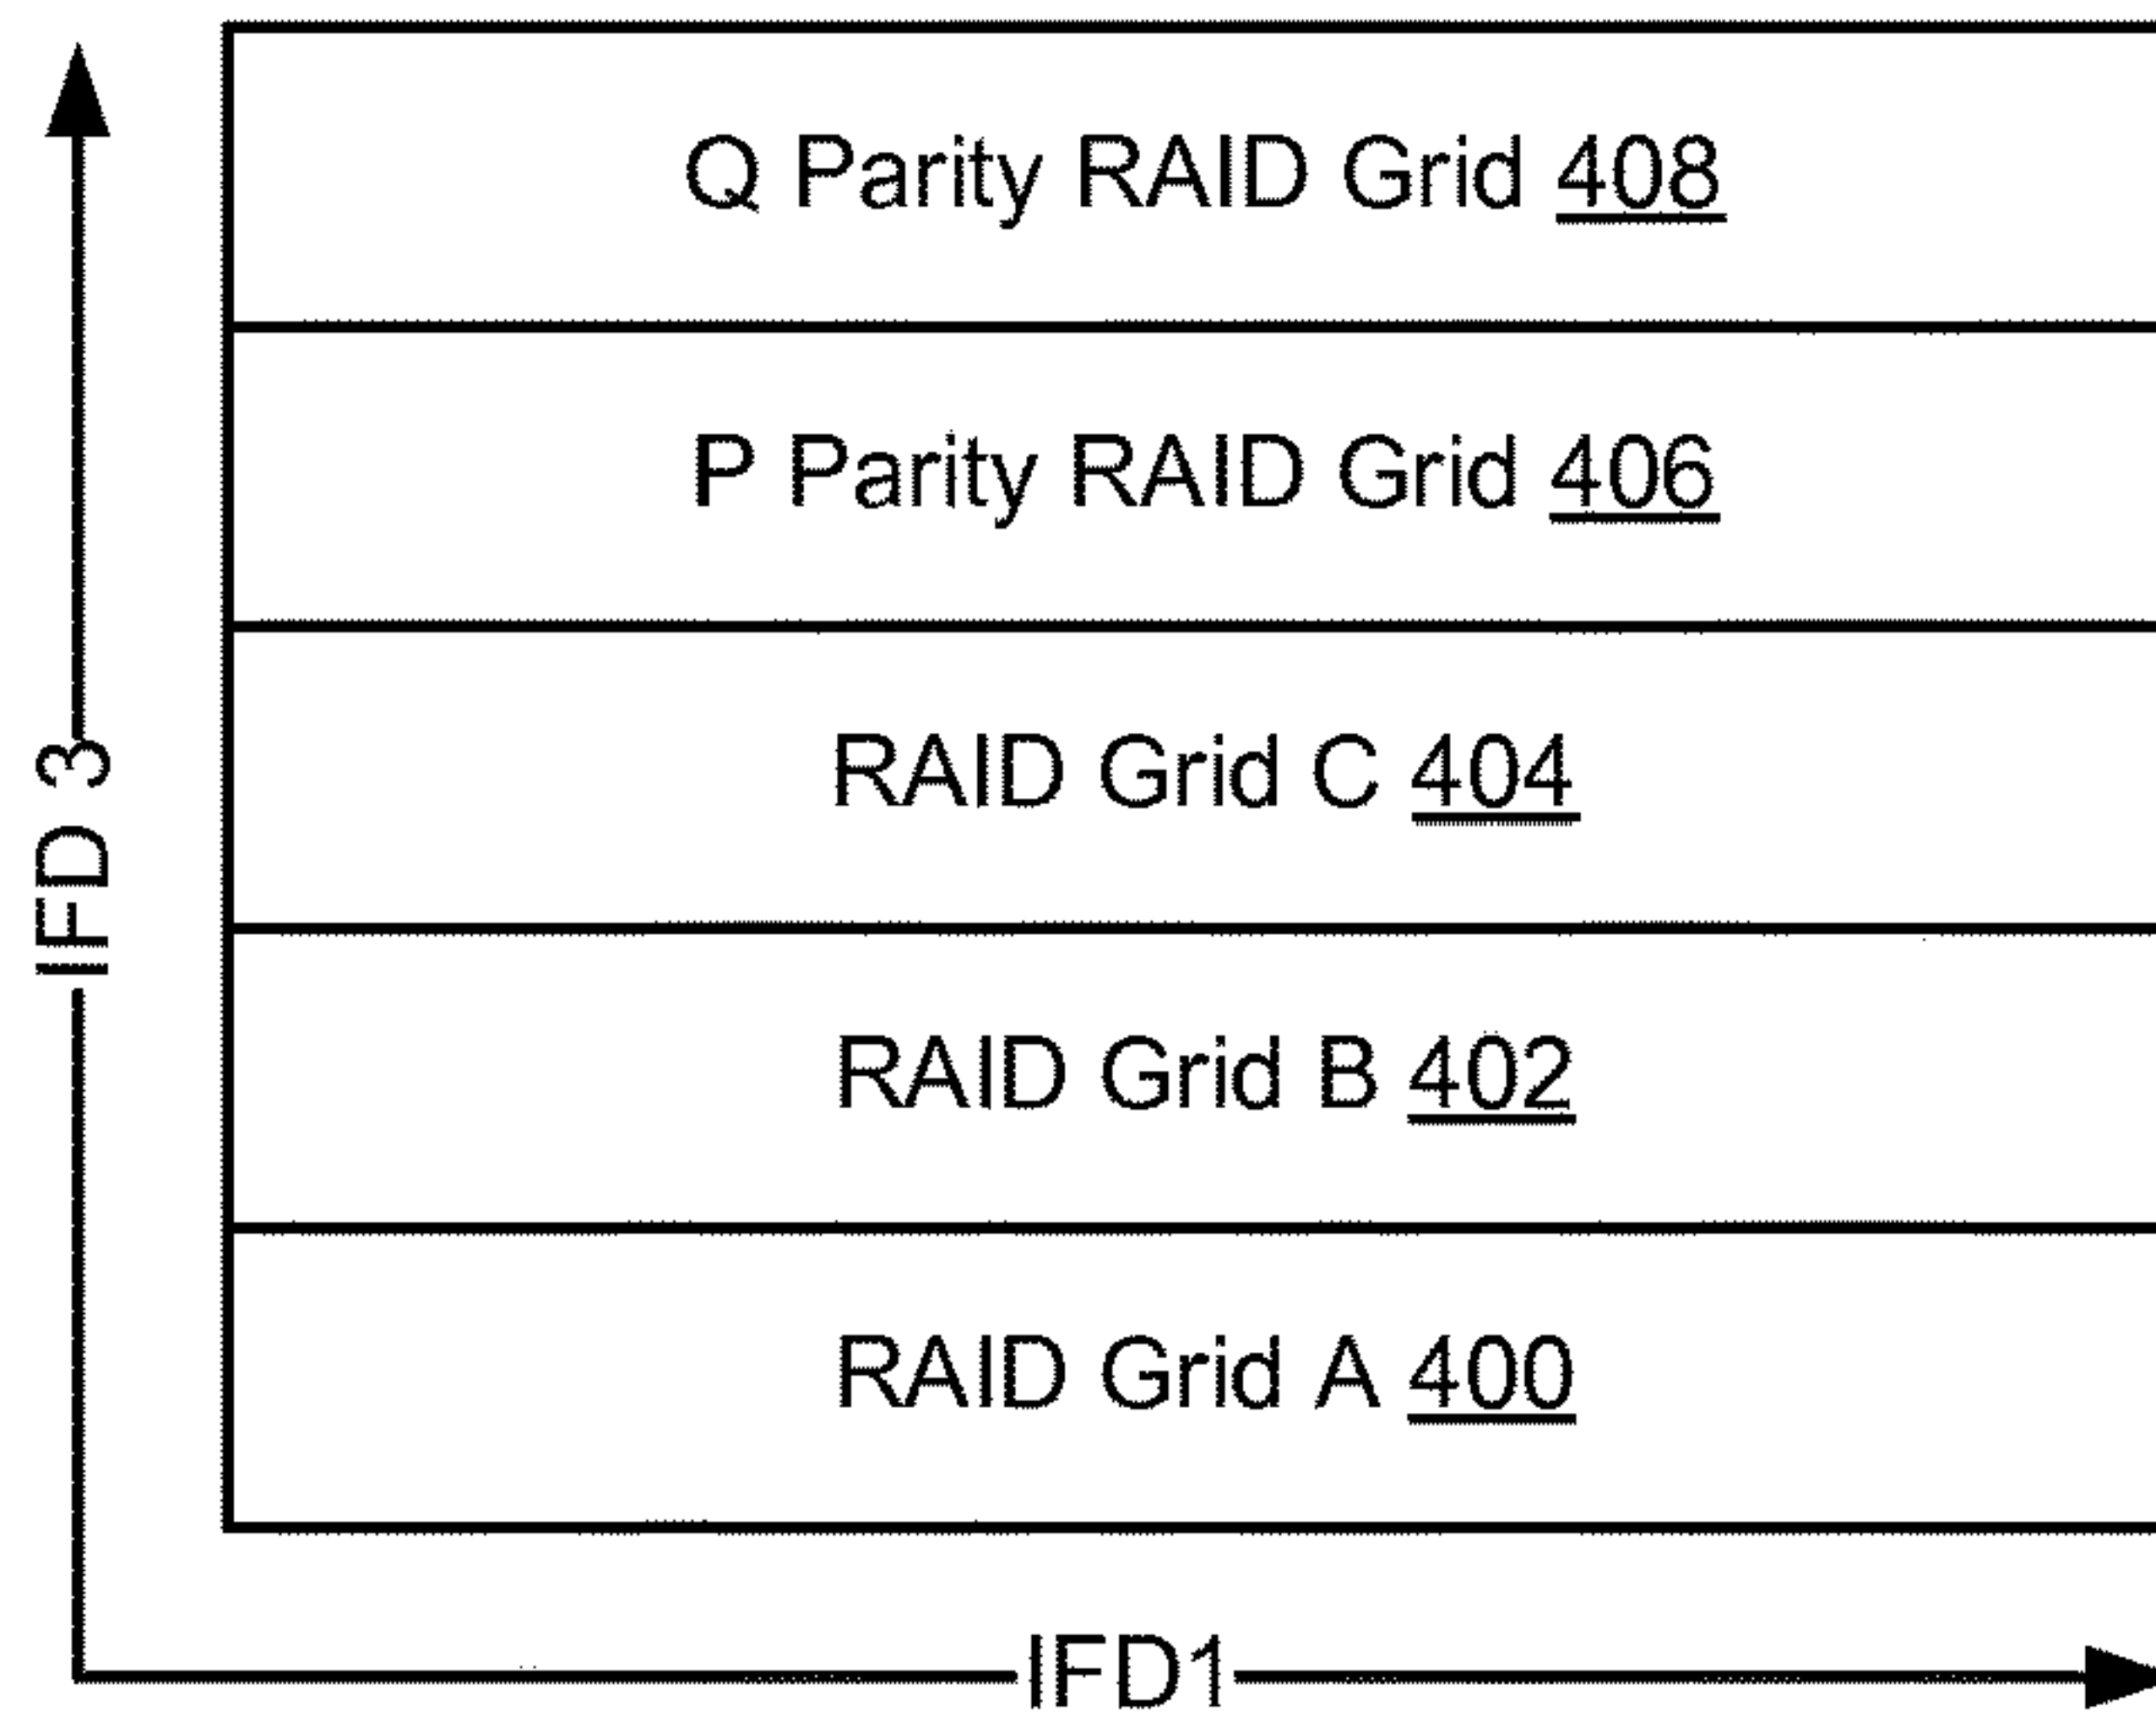 Q Parity RAID Grid 408
P Parity RAID Grid 406
RAID Grid C 404
RAID Grid B 402
RAID Grid A 400
IFD 3
IFD1